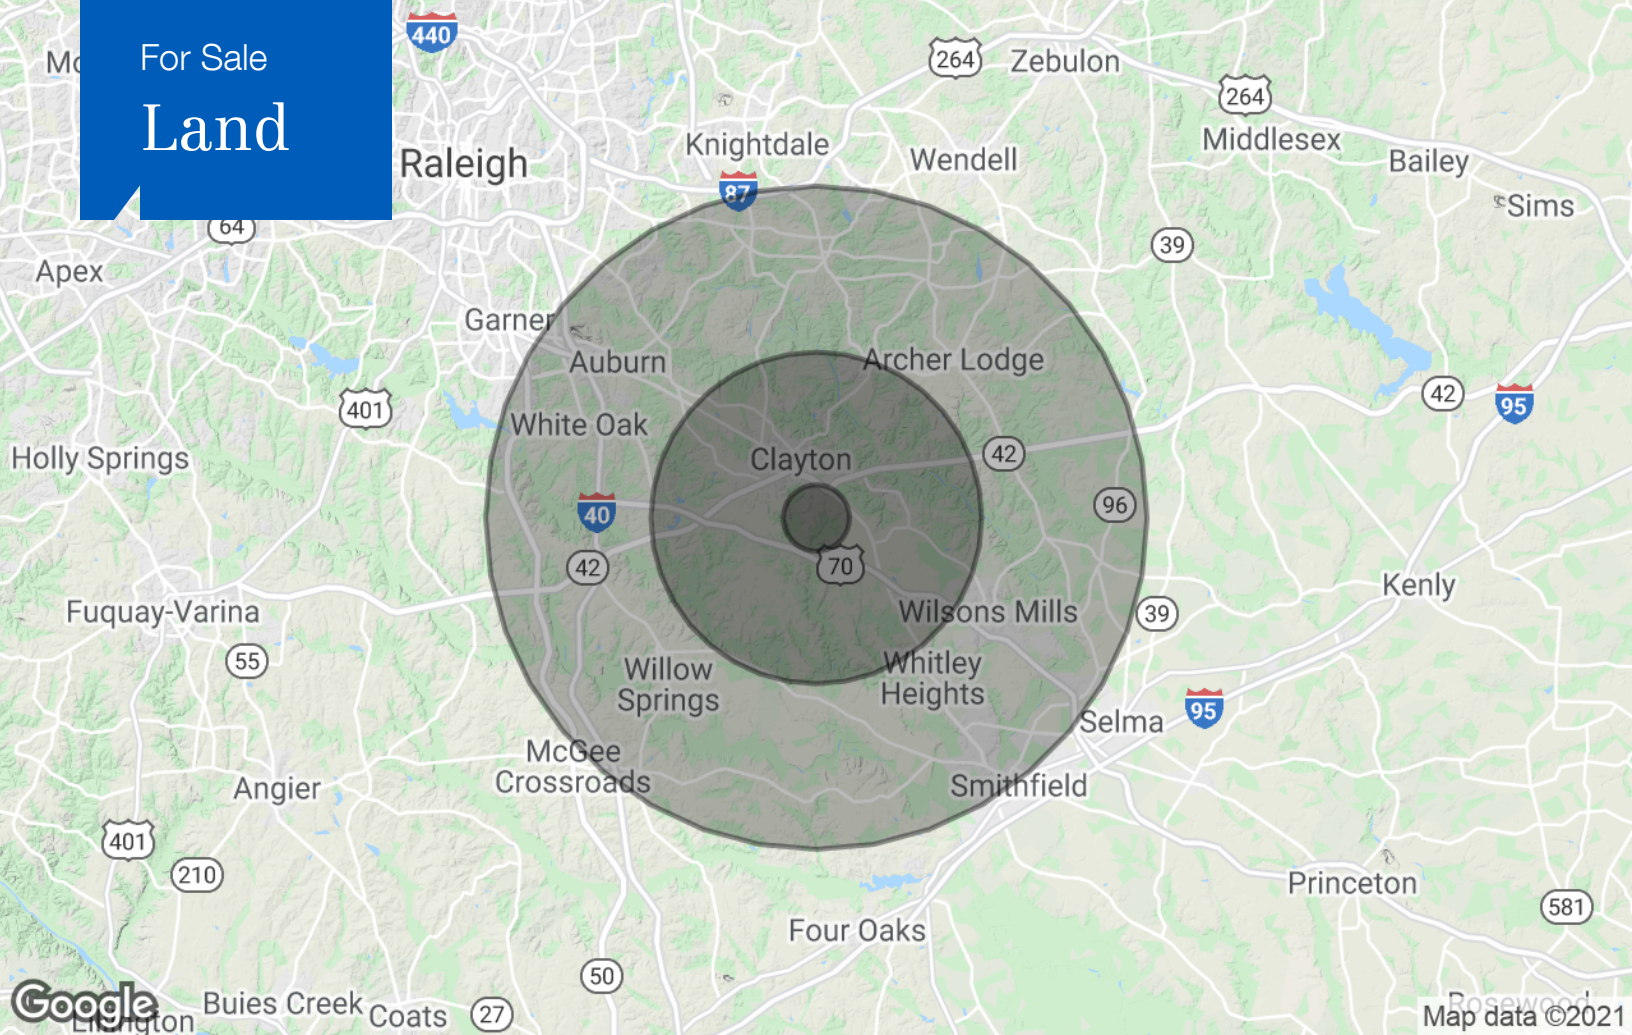 For Sale
Land
440
264
Zebulon
264
Middlesex
Bailey
Knightdale
Wendell
Raleigh
87
Sims
64
39
Apex
Garner
Auburn
Archer Lodge
401
42
95
White Oak
Holly Springs
Clayton
42
96
40
70
42
Kenly
Fuquay-Varina
Wilsons Mills
39
55
Willow
Springs
Whitley
Heights
95
Selma
McGee
Crossroads
Angier
Smithfield
401
210
Princeton
581
Four Oaks
50
Google
Buies Creek
Coats
27
Lillington
Rosewood
Map data ©2021